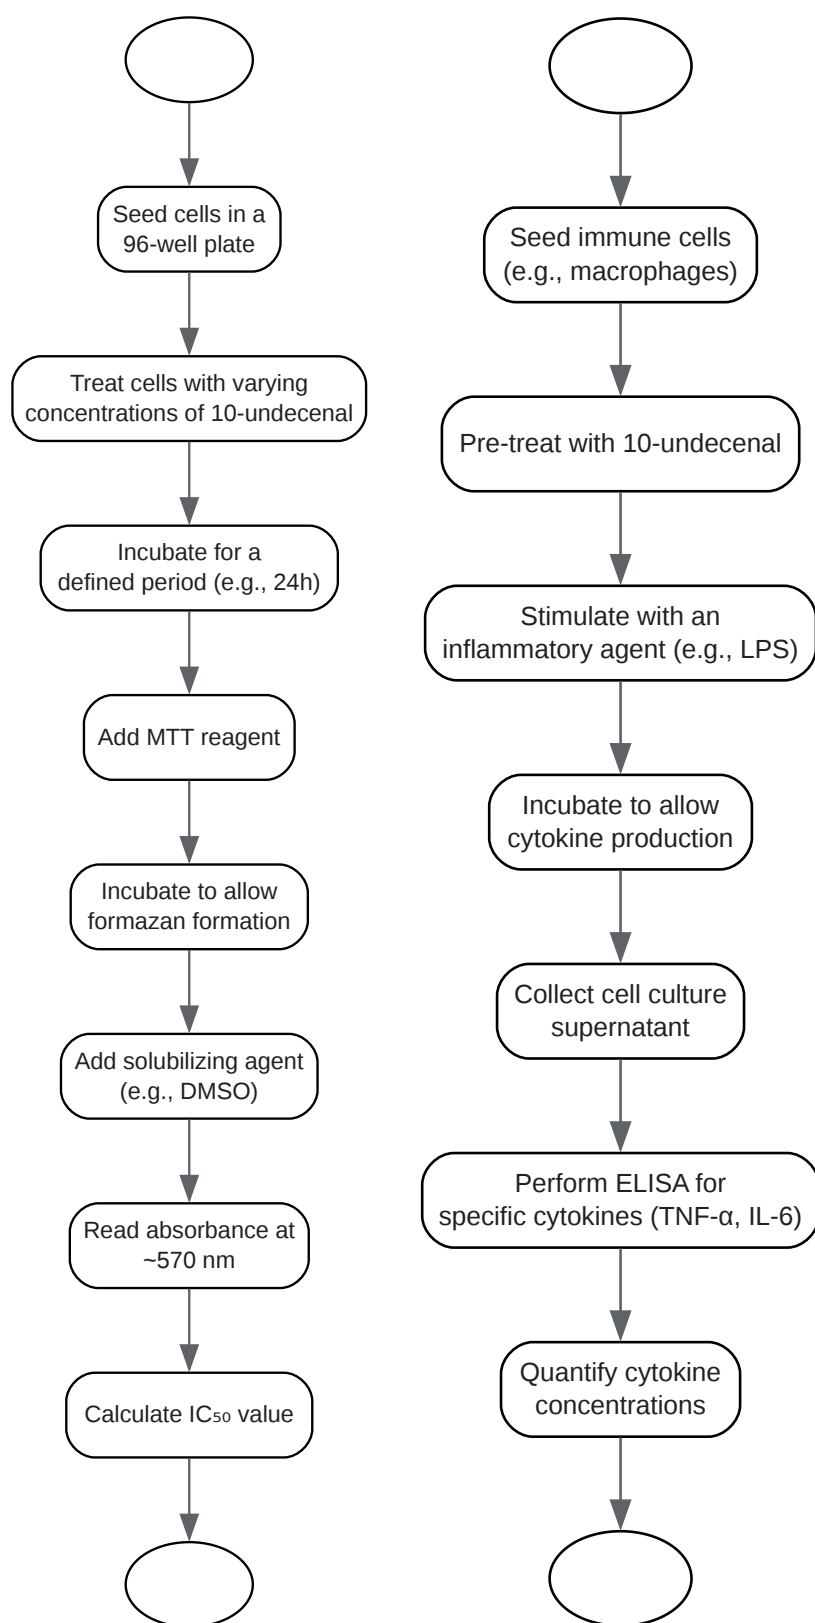 Seed cells in a
96-well plate
Treat cells with varying
concentrations of 10-undecenal
Incubate for a
defined period (e.g., 24h)
Add MTT reagent
Incubate to allow
formazan formation
Add solubilizing agent
(e.g., DMSO)
Read absorbance at
~570 nm
Calculate IC₅₀ value
Seed immune cells
(e.g., macrophages)
Pre-treat with 10-undecenal
Stimulate with an
inflammatory agent (e.g., LPS)
Incubate to allow
cytokine production
Collect cell culture
supernatant
Perform ELISA for
specific cytokines (TNF-α, IL-6)
Quantify cytokine
concentrations